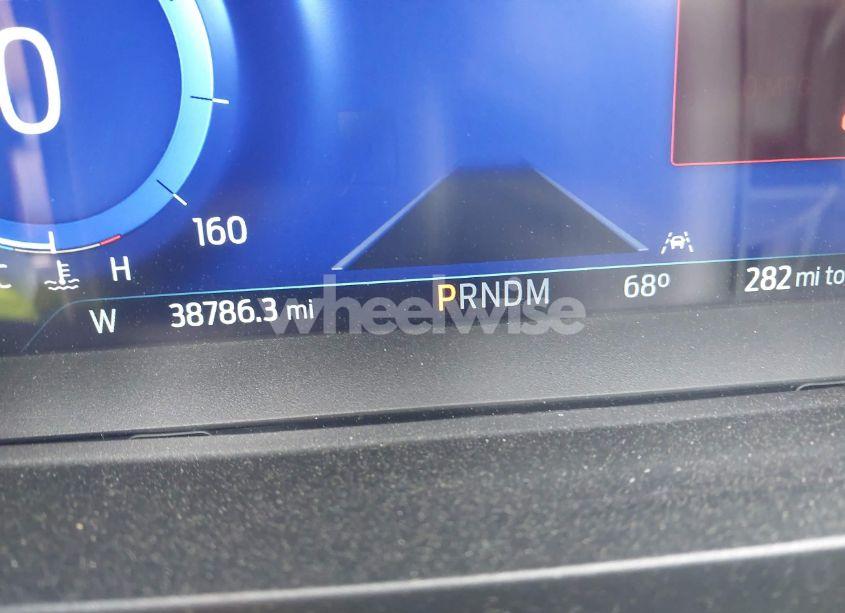 0
160
C H
W 38786.3 mi PRNDM 68° 282 mi to
wheelwise